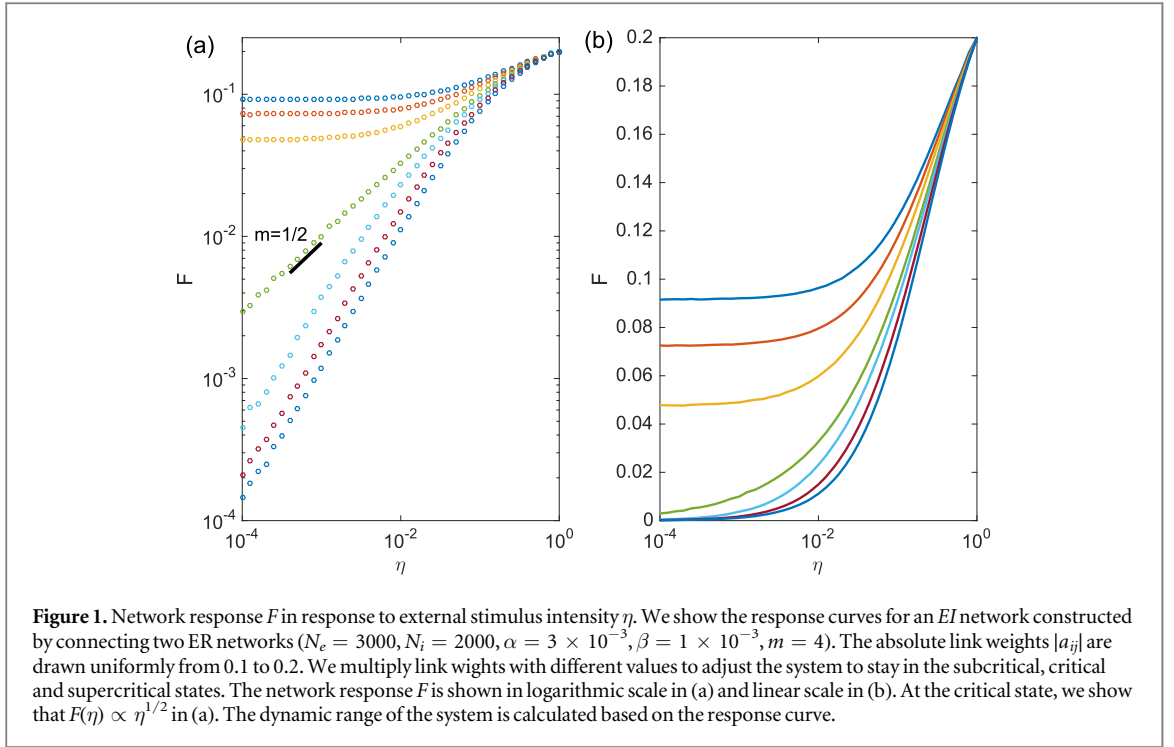 (a)
10^-1
10^-2
10^-3
10^-4
F
m=1/2
10^-4
10^-2
10^0
η
(b)
0.2
0.18
0.16
0.14
0.12
0.1
0.08
0.06
0.04
0.02
0
F
10^-4
10^-2
10^0
η
Figure 1. Network response F in response to external stimulus intensity η. We show the response curves for an EI network constructed
by connecting two ER networks (N_e = 3000, N_i = 2000, α = 3 × 10^-3, β = 1 × 10^-3, m = 4). The absolute link weights |a_ij| are
drawn uniformly from 0.1 to 0.2. We multiply link wights with different values to adjust the system to stay in the subcritical, critical
and supercritical states. The network response F is shown in logarithmic scale in (a) and linear scale in (b). At the critical state, we show
that F(η) ∝ η^1/2 in (a). The dynamic range of the system is calculated based on the response curve.